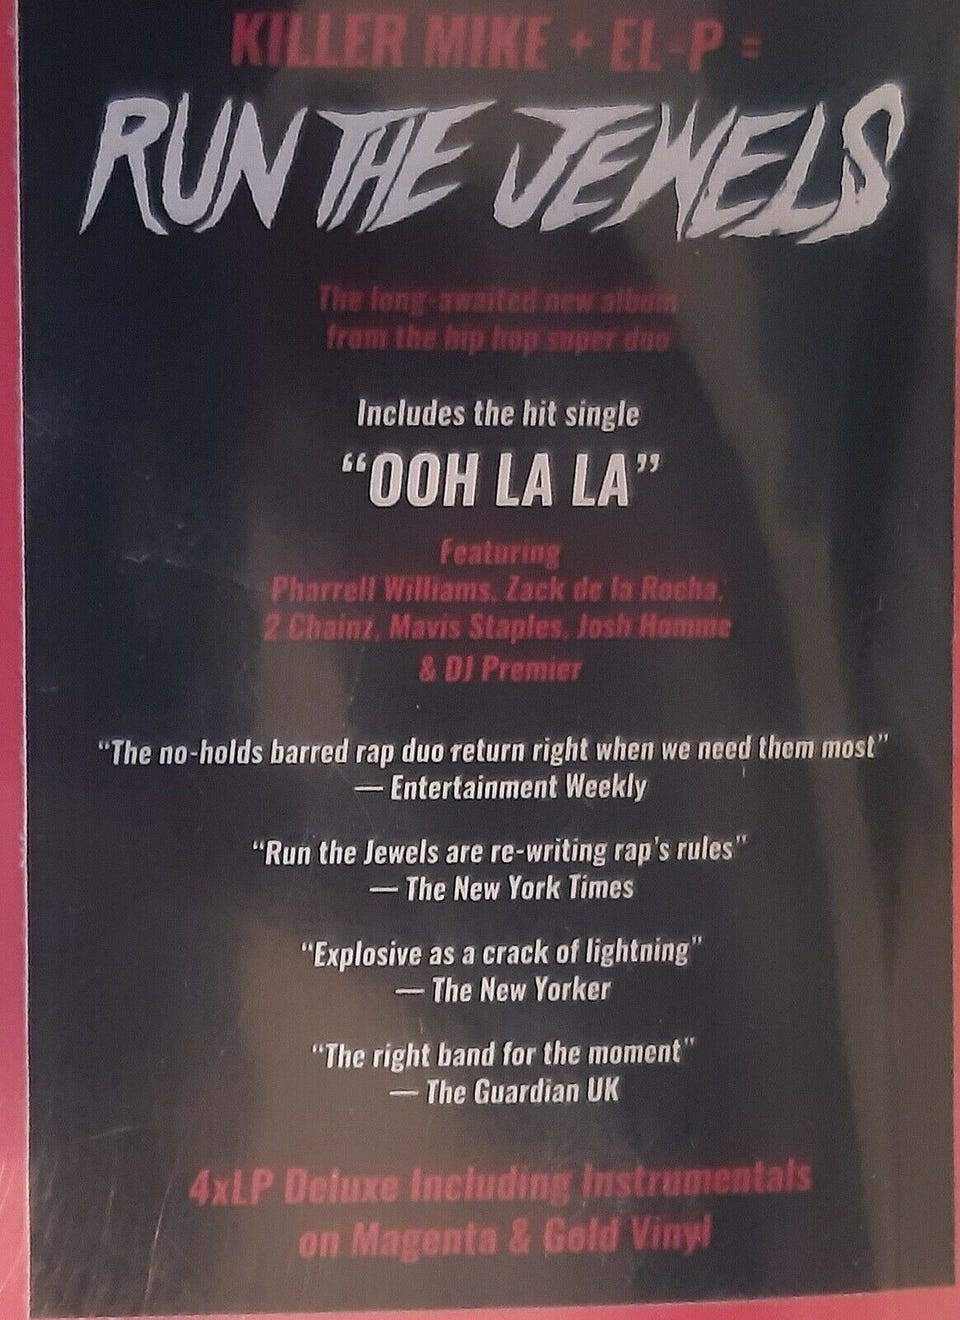 KILLER MIKE + EL-P =
RUN THE JEWELS
The long-awaited new album
from the hip hop super duo
Includes the hit single
“OOH LA LA”
Featuring
Pharrell Williams, Zack de la Rocha,
2 Chainz, Mavis Staples, Josh Homme
& DJ Premier
“The no-holds barred rap duo return right when we need them most”
— Entertainment Weekly
“Run the Jewels are re-writing rap’s rules”
— The New York Times
“Explosive as a crack of lightning”
— The New Yorker
“The right band for the moment”
— The Guardian UK
4xLP Deluxe Including Instrumentals
on Magenta & Gold Vinyl